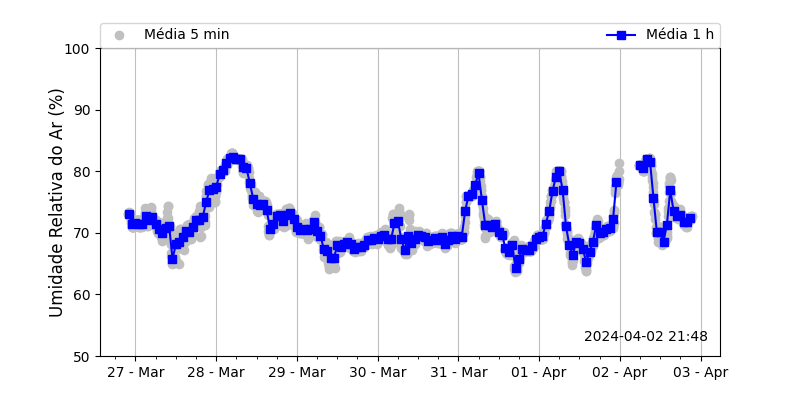 Média 5 min
Média 1 h
Umidade Relativa do Ar (%)
100
90
80
70
60
50
2024-04-02 21:48
27 - Mar
28 - Mar
29 - Mar
30 - Mar
31 - Mar
01 - Apr
02 - Apr
03 - Apr